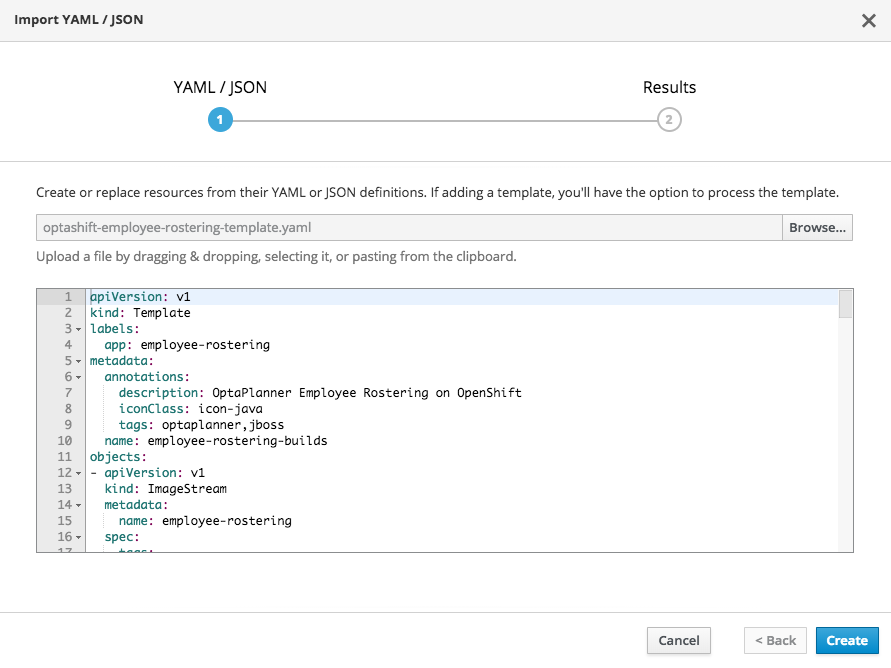 Import YAML / JSON
YAML / JSON
Results
1
2
Create or replace resources from their YAML or JSON definitions. If adding a template, you'll have the option to process the template.
optashift-employee-rostering-template.yaml
Browse...
Upload a file by dragging & dropping, selecting it, or pasting from the clipboard.
1 apiVersion: v1
2 kind: Template
3 labels:
4 app: employee-rostering
5 metadata:
6 annotations:
7 description: OptaPlanner Employee Rostering on OpenShift
8 iconClass: icon-java
9 tags: optaplanner,jboss
10 name: employee-rostering-builds
11 objects:
12 - apiVersion: v1
13 kind: ImageStream
14 metadata:
15 name: employee-rostering
16 spec:
17 tags:
Cancel
< Back
Create